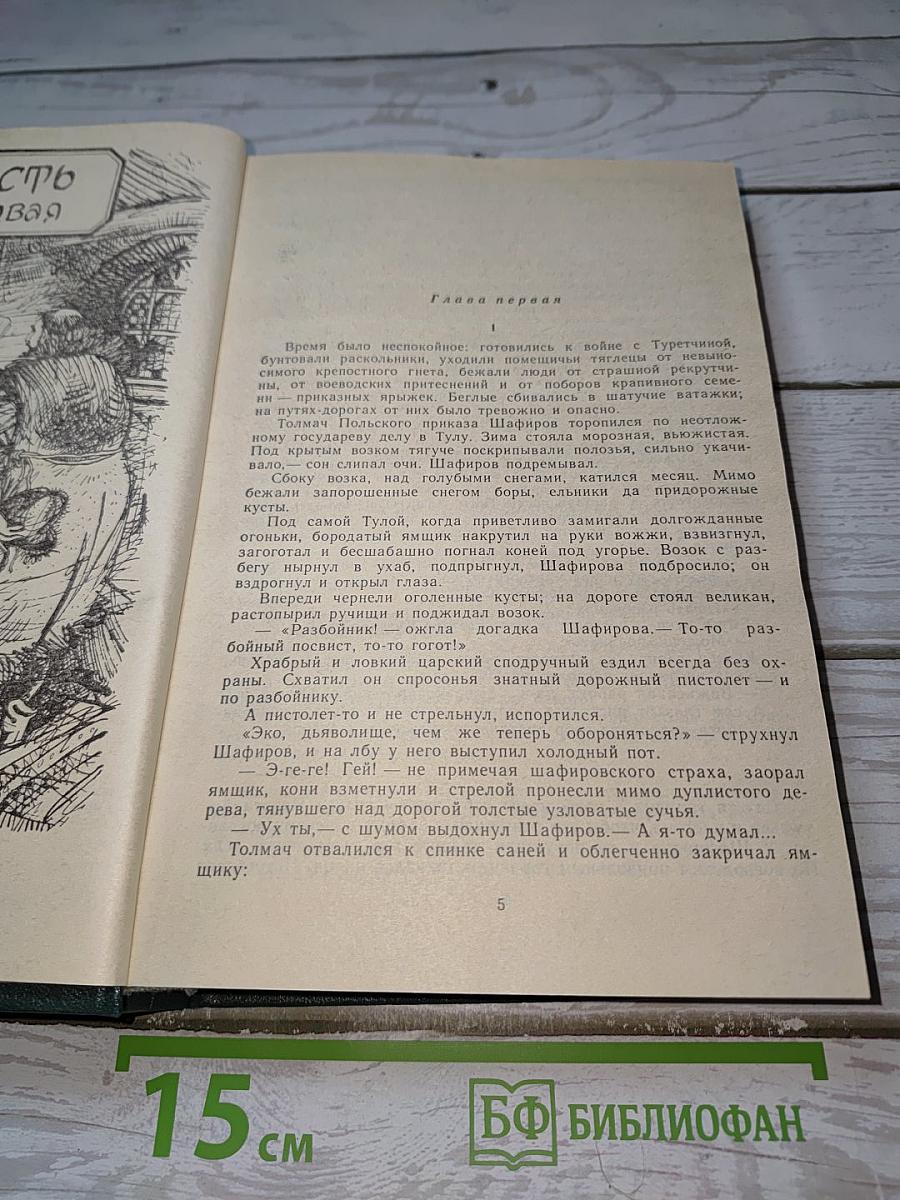 СТЬ
вая
Глава первая
1
Время было неспокойное: готовились к войне с Туретчиной,
бунтовали раскольники, уходили помещичьи тяглецы от невыно-
симого крепостного гнета, бежали люди от страшной рекрутчи-
ны, от воеводских притеснений и от поборов крапивного семе-
ни — приказных ярыжек. Беглые сбивались в шатучие ватажки;
на путях-дорогах от них было тревожно и опасно.
Толмач Польского приказа Шафиров торопился по неотлож-
ному государеву делу в Тулу. Зима стояла морозная, вьюжистая.
Под крытым возком тягуче поскрипывали полозья, сильно укачи-
вало,— сон слипал очи. Шафиров подремывал.
Сбоку возка, над голубыми снегами, катился месяц. Мимо
бежали запорошенные снегом боры, ельники да придорожные
кусты.
Под самой Тулой, когда приветливо замигали долгожданные
огоньки, бородатый ямщик накрутил на руки вожжи, взвизгнул,
загоготал и бесшабашно погнал коней под угорье. Возок с раз-
бегу нырнул в ухаб, подпрыгнул, Шафирова подбросило; он
вздрогнул и открыл глаза.
Впереди чернели оголенные кусты; на дороге стоял великан,
растопырил ручищи и поджидал возок.
— «Разбойник! — ожгла догадка Шафирова.— То-то раз-
бойный посвист, то-то гогот!»
Храбрый и ловкий царский сподручный ездил всегда без ох-
раны. Схватил он спросонья знатный дорожный пистолет — и
по разбойнику.
А пистолет-то и не стрельнул, испортился.
«Эко, дьяволище, чем же теперь обороняться?» — струхнул
Шафиров, и на лбу у него выступил холодный пот.
— Э-ге-ге! Гей! — не примечая шафировского страха, заорал
ямщик, кони взметнули и стрелой пронесли мимо дуплистого де-
рева, тянувшего над дорогой толстые узловатые сучья.
— Ух ты,— с шумом выдохнул Шафиров.— А я-то думал...
Толмач отвалился к спинке саней и облегченно закричал ям-
щику:
5
15 см
БФ БИБЛИОФАН